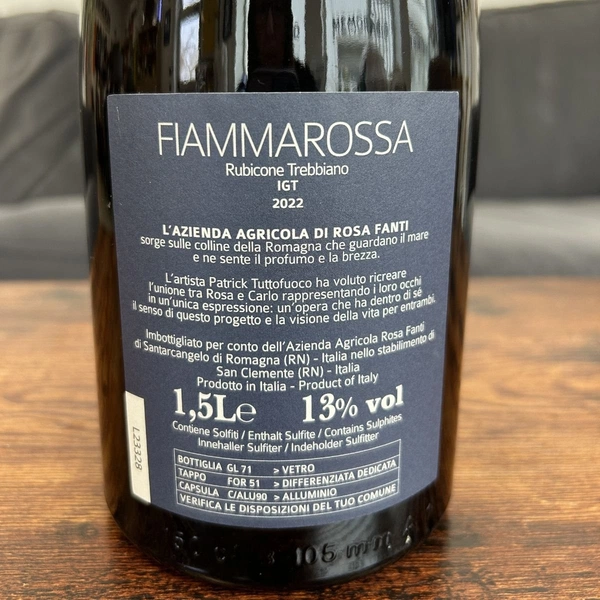 FIAMMAROSSA
Rubicone Trebbiano
IGT
2022
L'AZIENDA AGRICOLA DI ROSA FANTI
sorge sulle colline della Romagna che guardano il mare
e ne sente il profumo e la brezza.
L'artista Patrick Tuttofuoco ha voluto ricreare
l'unione tra Rosa e Carlo rappresentando i loro occhi
in un'unica espressione: un'opera che ha dentro di sé
il senso di questo progetto e la visione della vita per entrambi.
Imbottigliato per conto dell'Azienda Agricola Rosa Fanti
di Santarcangelo di Romagna (RN) - Italia nello stabilimento di
San Clemente (RN) - Italia
Prodotto in Italia - Product of Italy
1,5L℮ 13% vol
Contiene Solfiti / Enthalt Sulfite / Contains Sulphites
Innehaller Sulfiter / Indeholder Sulfitter
L23328
BOTTIGLIA GL 71 > VETRO
TAPPO FOR 51 > DIFFERENZIATA DEDICATA
CAPSULA C/ALU90 > ALLUMINIO
VERIFICA LE DISPOSIZIONI DEL TUO COMUNE
106 mm